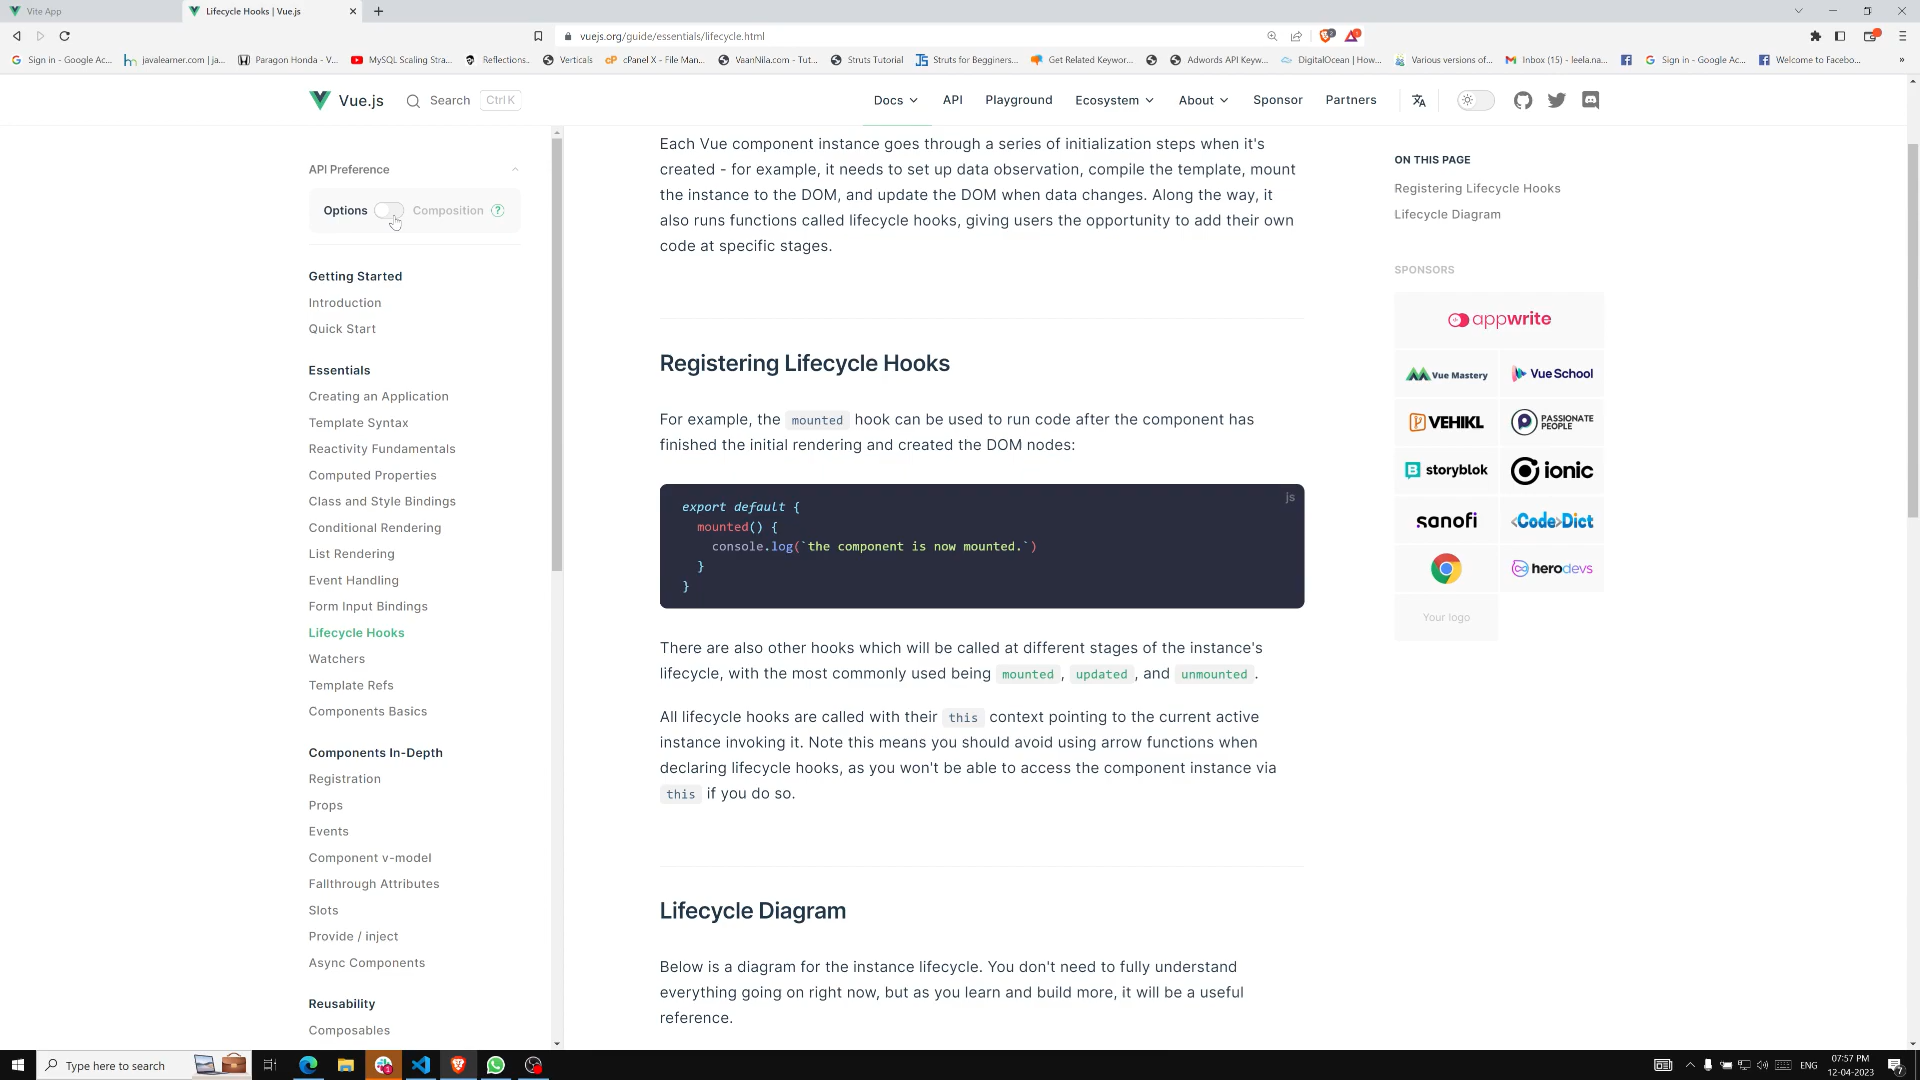 Vite App
Lifecycle Hooks | Vue.js
vuejs.org/guide/essentials/lifecycle.html
Sign in - Google Ac...
javalearner.com | ja...
Paragon Honda - V...
MySQL Scaling Stra...
Reflections..
Verticals
cPanel X - File Man...
VaanNila.com - Tut...
Struts Tutorial
Struts for Begginers...
Get Related Keywor...
Adwords API Keyw...
DigitalOcean | How...
Various versions of...
Inbox (15) - leela.na...
Sign in - Google Ac...
Welcome to Facebo...
Vue.js
Search
Ctrl K
Docs
API
Playground
Ecosystem
About
Sponsor
Partners
API Preference
Options
Composition
?
Getting Started
Introduction
Quick Start
Essentials
Creating an Application
Template Syntax
Reactivity Fundamentals
Computed Properties
Class and Style Bindings
Conditional Rendering
List Rendering
Event Handling
Form Input Bindings
Lifecycle Hooks
Watchers
Template Refs
Components Basics
Components In-Depth
Registration
Props
Events
Component v-model
Fallthrough Attributes
Slots
Provide / inject
Async Components
Reusability
Composables
Each Vue component instance goes through a series of initialization steps when it's
created - for example, it needs to set up data observation, compile the template, mount
the instance to the DOM, and update the DOM when data changes. Along the way, it
also runs functions called lifecycle hooks, giving users the opportunity to add their own
code at specific stages.
Registering Lifecycle Hooks
For example, the mounted hook can be used to run code after the component has
finished the initial rendering and created the DOM nodes:
js
export default {
mounted() {
console.log(`the component is now mounted.`)
}
}
There are also other hooks which will be called at different stages of the instance's
lifecycle, with the most commonly used being mounted , updated , and unmounted .
All lifecycle hooks are called with their this context pointing to the current active
instance invoking it. Note this means you should avoid using arrow functions when
declaring lifecycle hooks, as you won't be able to access the component instance via
this if you do so.
Lifecycle Diagram
Below is a diagram for the instance lifecycle. You don't need to fully understand
everything going on right now, but as you learn and build more, it will be a useful
reference.
ON THIS PAGE
Registering Lifecycle Hooks
Lifecycle Diagram
SPONSORS
appwrite
Vue Mastery
Vue School
VEHIKL
PASSIONATE
PEOPLE
storyblok
ionic
sanofi
<Code>Dict
herodevs
Your logo
Type here to search
ENG
07:57 PM
12-04-2023